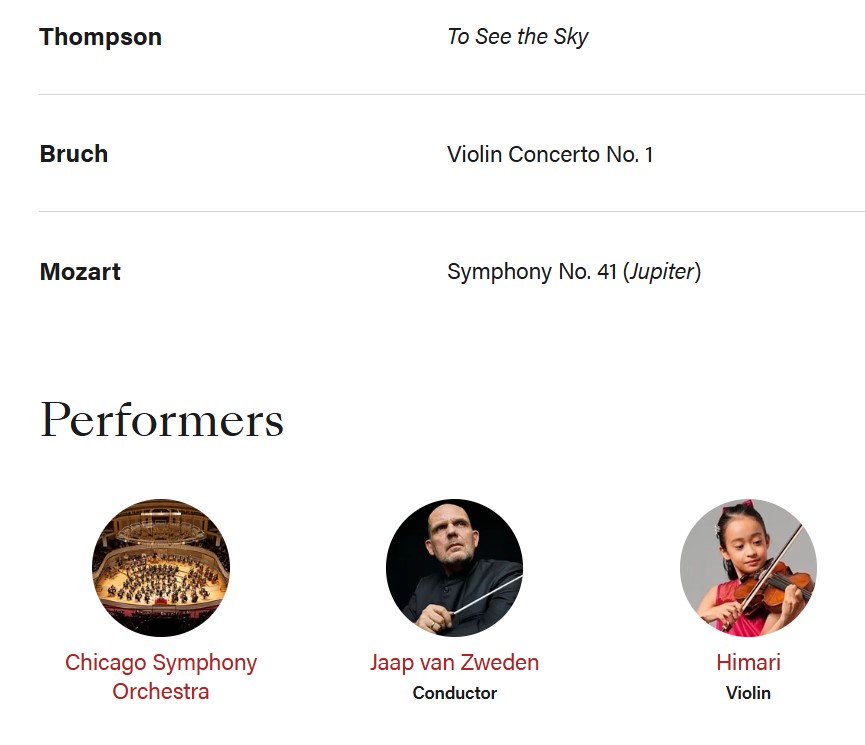 Thompson To See the Sky
Bruch Violin Concerto No. 1
Mozart Symphony No. 41 (Jupiter)
Performers
Chicago Symphony
Orchestra
Jaap van Zweden
Conductor
Himari
Violin